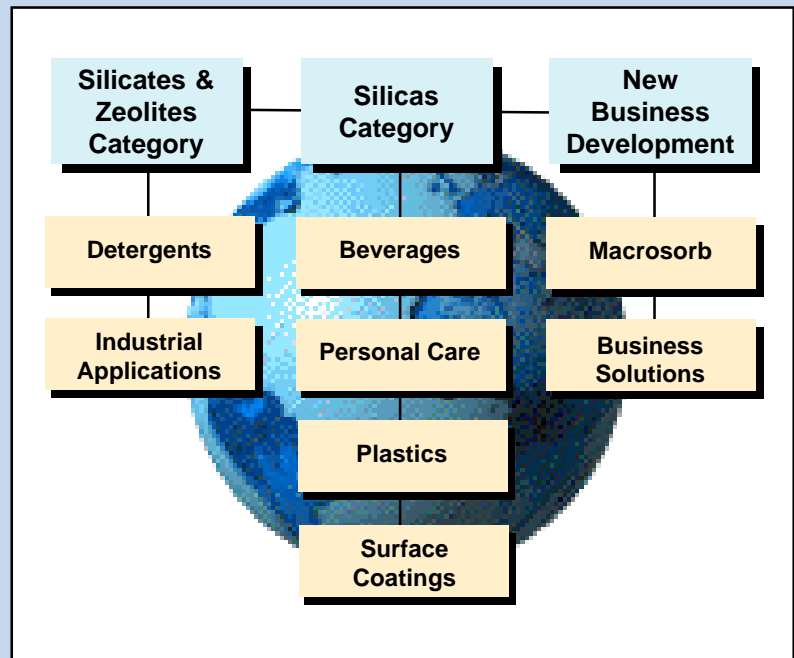 Silicates &
Zeolites
Category
Silicas
Category
New
Business
Development
Detergents
Beverages
Macrosorb
Industrial
Applications
Personal Care
Business
Solutions
Plastics
Surface
Coatings